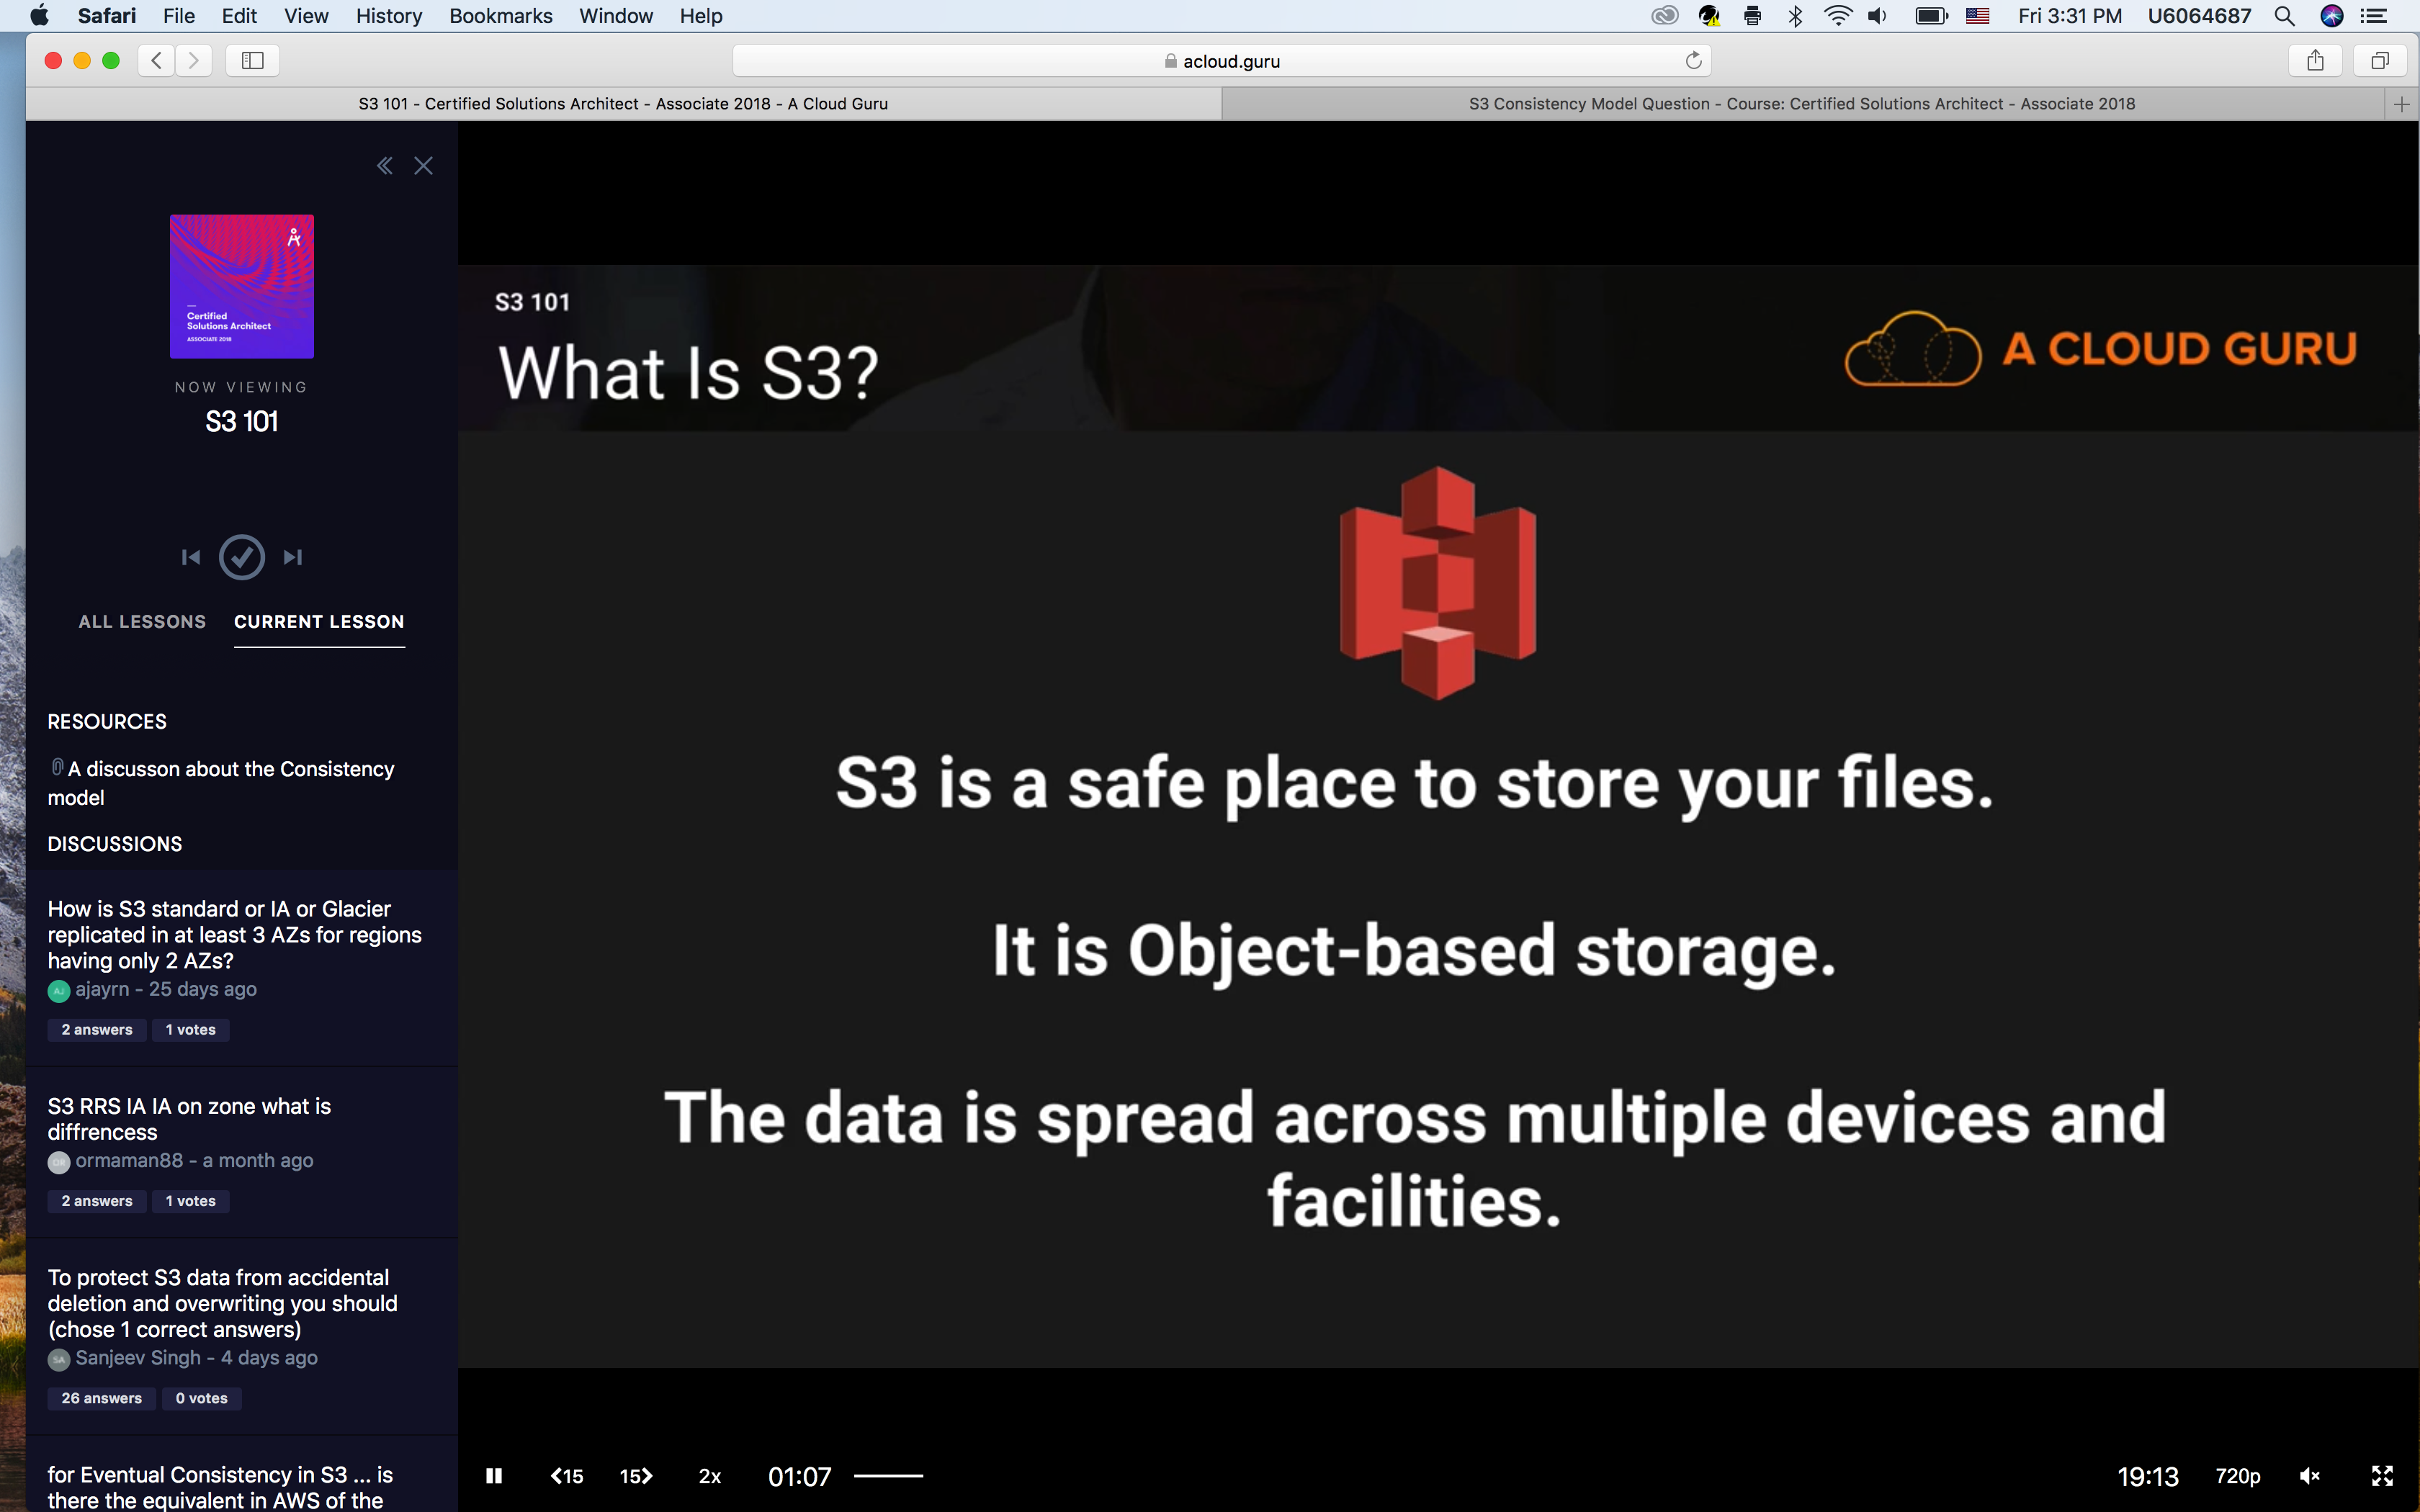 Safari File Edit View History Bookmarks Window Help Fri 3:31 PM U6064687
acloud.guru
S3 101 - Certified Solutions Architect - Associate 2018 - A Cloud Guru
S3 Consistency Model Question - Course: Certified Solutions Architect - Associate 2018
Certified
Solutions Architect
ASSOCIATE 2018
NOW VIEWING
S3 101
ALL LESSONS CURRENT LESSON
RESOURCES
A discusson about the Consistency
model
DISCUSSIONS
How is S3 standard or IA or Glacier
replicated in at least 3 AZs for regions
having only 2 AZs?
AJ ajayrn - 25 days ago
2 answers 1 votes
S3 RRS IA IA on zone what is
diffrencess
OR ormaman88 - a month ago
2 answers 1 votes
To protect S3 data from accidental
deletion and overwriting you should
(chose 1 correct answers)
SA Sanjeev Singh - 4 days ago
26 answers 0 votes
for Eventual Consistency in S3 ... is
there the equivalent in AWS of the
S3 101
What Is S3?
A CLOUD GURU
S3 is a safe place to store your files.
It is Object-based storage.
The data is spread across multiple devices and
facilities.
15 15 2x 01:07 19:13 720p